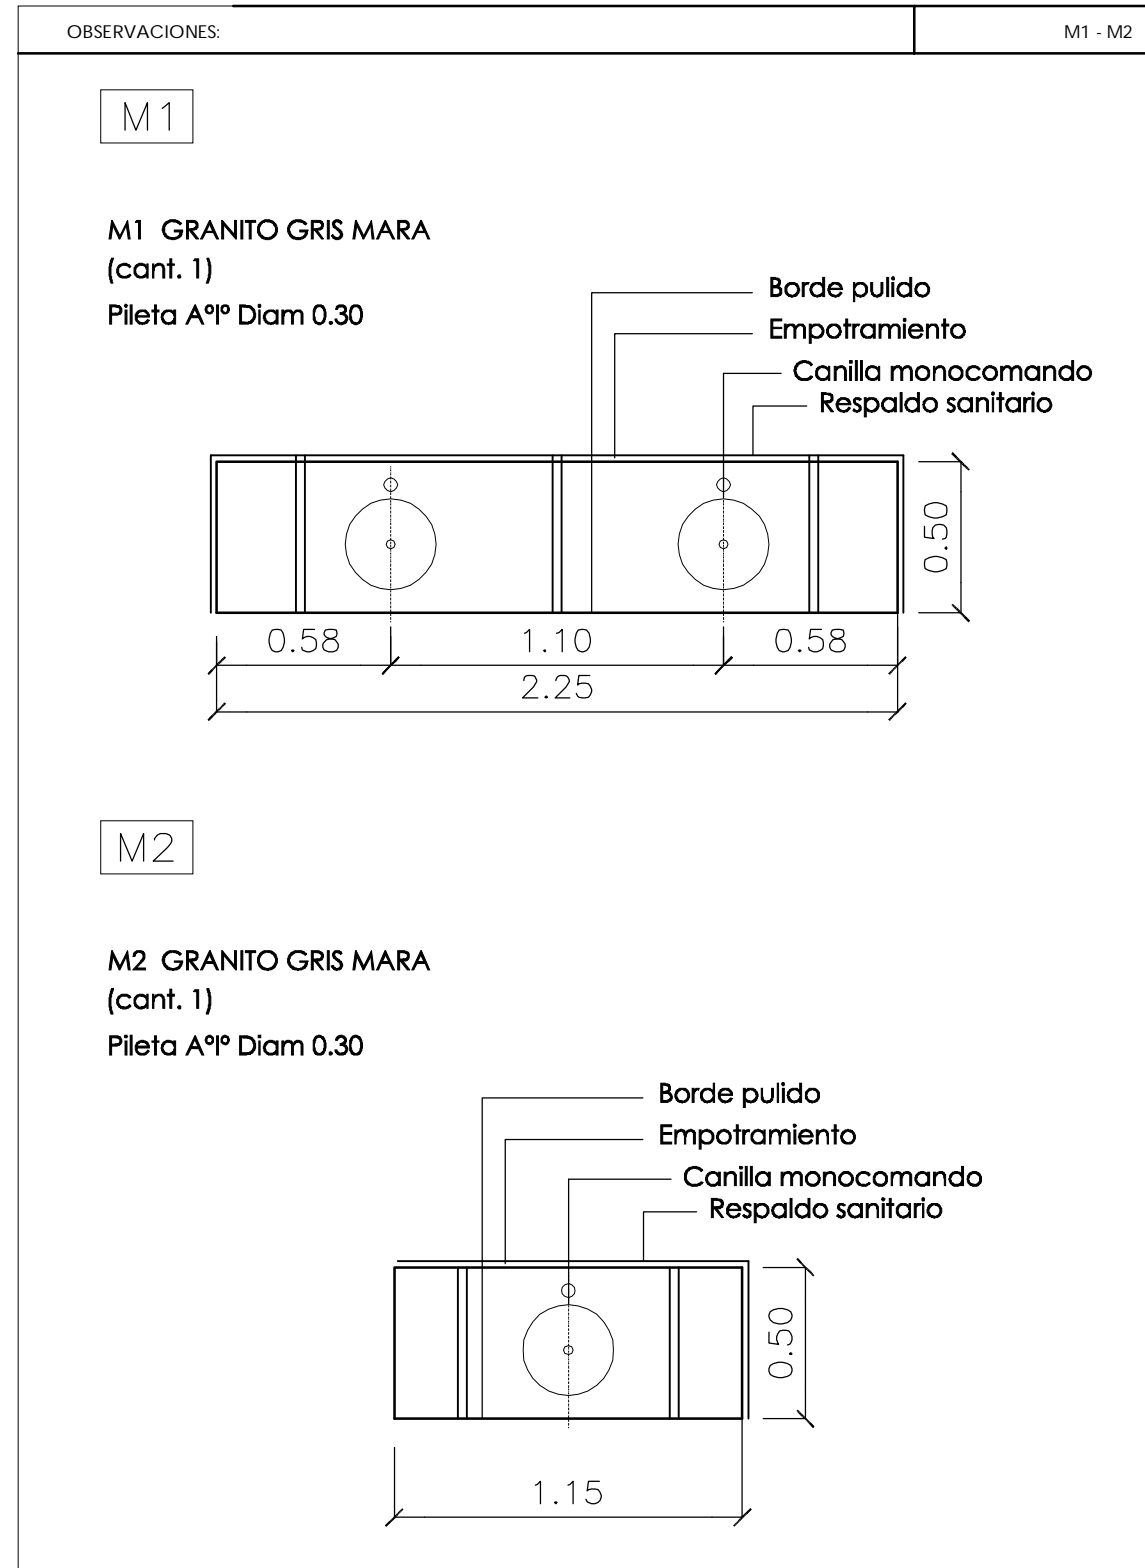 OBSERVACIONES:
M1 - M2
M1
M1 GRANITO GRIS MARA
(cant. 1)
Pileta AºIº Diam 0.30
Borde pulido
Empotramiento
Canilla monocomando
Respaldo sanitario
0.50
0.58
1.10
0.58
2.25
M2
M2 GRANITO GRIS MARA
(cant. 1)
Pileta AºIº Diam 0.30
Borde pulido
Empotramiento
Canilla monocomando
Respaldo sanitario
0.50
1.15